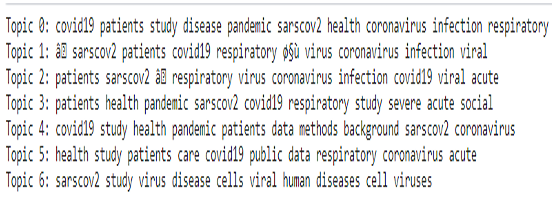 Topic 0: covid19 patients study disease pandemic sarscov2 health coronavirus infection respiratory
Topic 1: â sarscov2 patients covid19 respiratory ø§ù virus coronavirus infection viral
Topic 2: patients sarscov2 â respiratory virus coronavirus infection covid19 viral acute
Topic 3: patients health pandemic sarscov2 covid19 respiratory study severe acute social
Topic 4: covid19 study health pandemic patients data methods background sarscov2 coronavirus
Topic 5: health study patients care covid19 public data respiratory coronavirus acute
Topic 6: sarscov2 study virus disease cells viral human diseases cell viruses